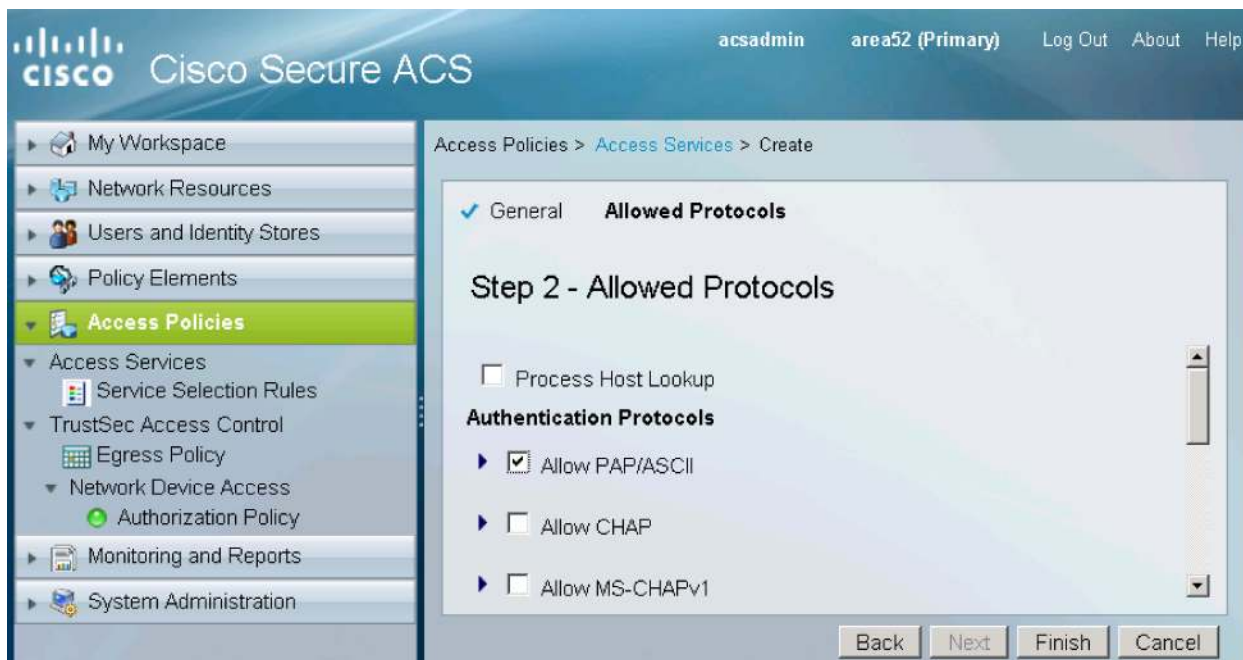 acsadmin area52 (Primary) Log Out About Help
CISCO Cisco Secure ACS
My Workspace
Network Resources
Users and Identity Stores
Policy Elements
Access Policies
Access Services
Service Selection Rules
TrustSec Access Control
Egress Policy
Network Device Access
Authorization Policy
Monitoring and Reports
System Administration
Access Policies > Access Services > Create
General Allowed Protocols
Step 2 - Allowed Protocols
Process Host Lookup
Authentication Protocols
Allow PAP/ASCII
Allow CHAP
Allow MS-CHAPv1
Back Next Finish Cancel